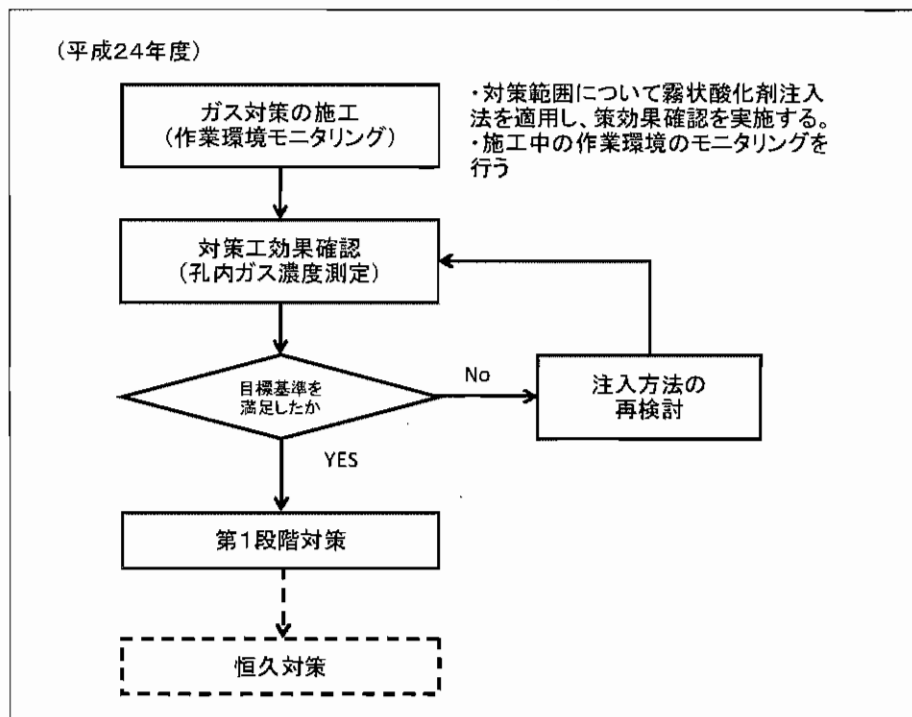 (平成24年度)
ガス対策の施工
(作業環境モニタリング)
・対策範囲について霧状酸化剤注入
法を適用し、策効果確認を実施する。
・施工中の作業環境のモニタリングを
行う
対策工効果確認
(孔内ガス濃度測定)
目標基準を
満足したか
No
注入方法の
再検討
YES
第1段階対策
恒久対策